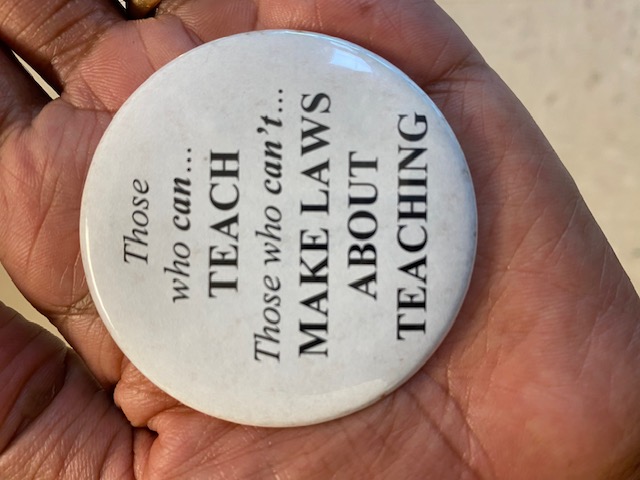 Those
who can...
TEACH
Those who can't...
MAKE LAWS
ABOUT
TEACHING